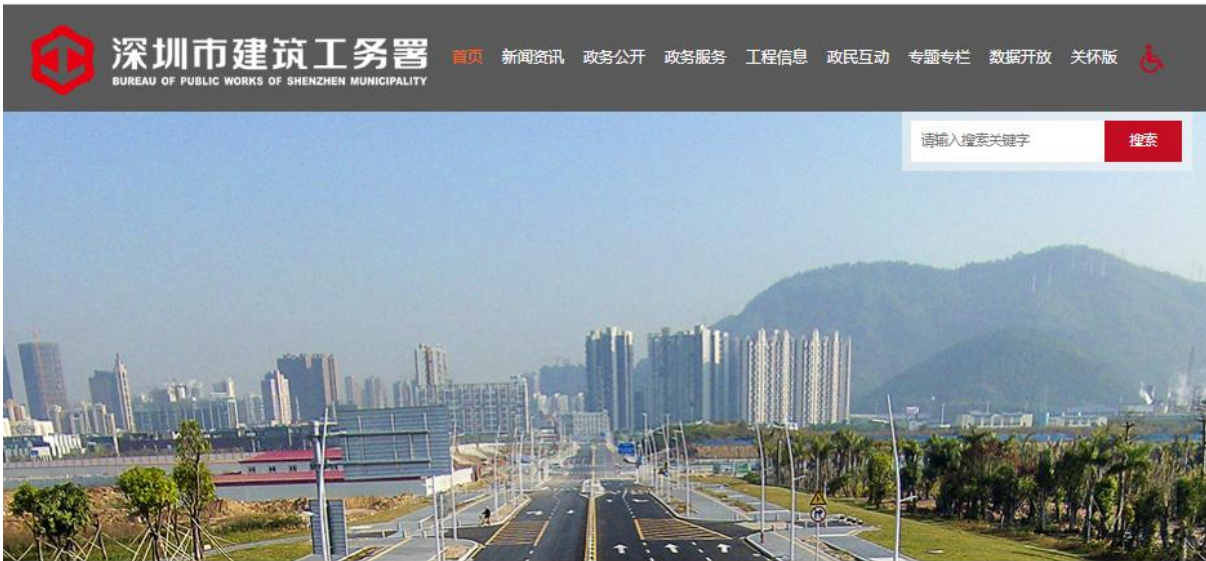 深圳市建筑工务署
BUREAU OF PUBLIC WORKS OF SHENZHEN MUNICIPALITY
首页 新闻资讯 政务公开 政务服务 工程信息 政民互动 专题专栏 数据开放 关怀版
请输入搜索关键字 搜索